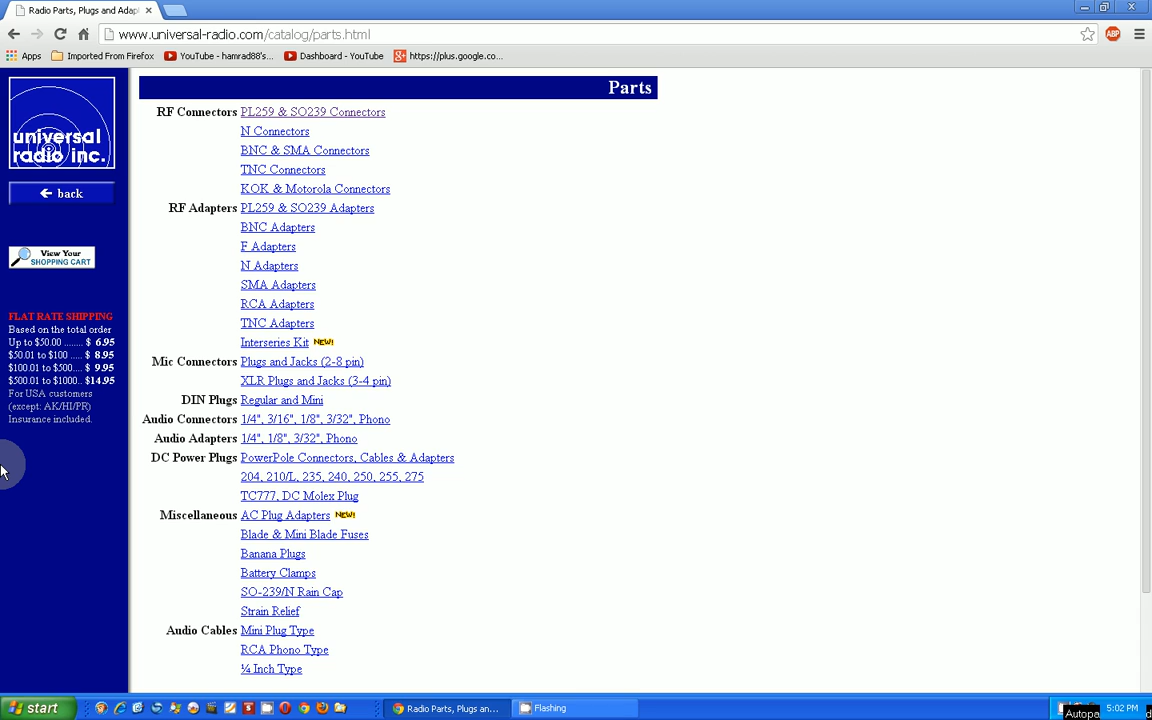 Radio Parts, Plugs and Adap
www.universal-radio.com/catalog/parts.html
ABP
Apps
Imported From Firefox
YouTube - hamrad88's...
Dashboard - YouTube
https://plus.google.co...
universal
radio inc.
back
View Your
SHOPPING CART
FLAT RATE SHIPPING
Based on the total order
Up to $50.00 ........ $ 6.95
$50.01 to $100 ..... $ 8.95
$100.01 to $500.... $ 9.95
$500.01 to $1000.. $14.95
For USA customers
(except: AK/HI/PR)
Insurance included.
Parts
RF Connectors PL259 & SO239 Connectors
N Connectors
BNC & SMA Connectors
TNC Connectors
KOK & Motorola Connectors
RF Adapters PL259 & SO239 Adapters
BNC Adapters
F Adapters
N Adapters
SMA Adapters
RCA Adapters
TNC Adapters
Interseries Kit NEW!
Mic Connectors Plugs and Jacks (2-8 pin)
XLR Plugs and Jacks (3-4 pin)
DIN Plugs Regular and Mini
Audio Connectors 1/4", 3/16", 1/8", 3/32", Phono
Audio Adapters 1/4", 1/8", 3/32", Phono
DC Power Plugs PowerPole Connectors, Cables & Adapters
204, 210/L, 235, 240, 250, 255, 275
TC777, DC Molex Plug
Miscellaneous AC Plug Adapters NEW!
Blade & Mini Blade Fuses
Banana Plugs
Battery Clamps
SO-239/N Rain Cap
Strain Relief
Audio Cables Mini Plug Type
RCA Phono Type
¼ Inch Type
start
Radio Parts, Plugs an...
Flashing
Autopa
5:02 PM